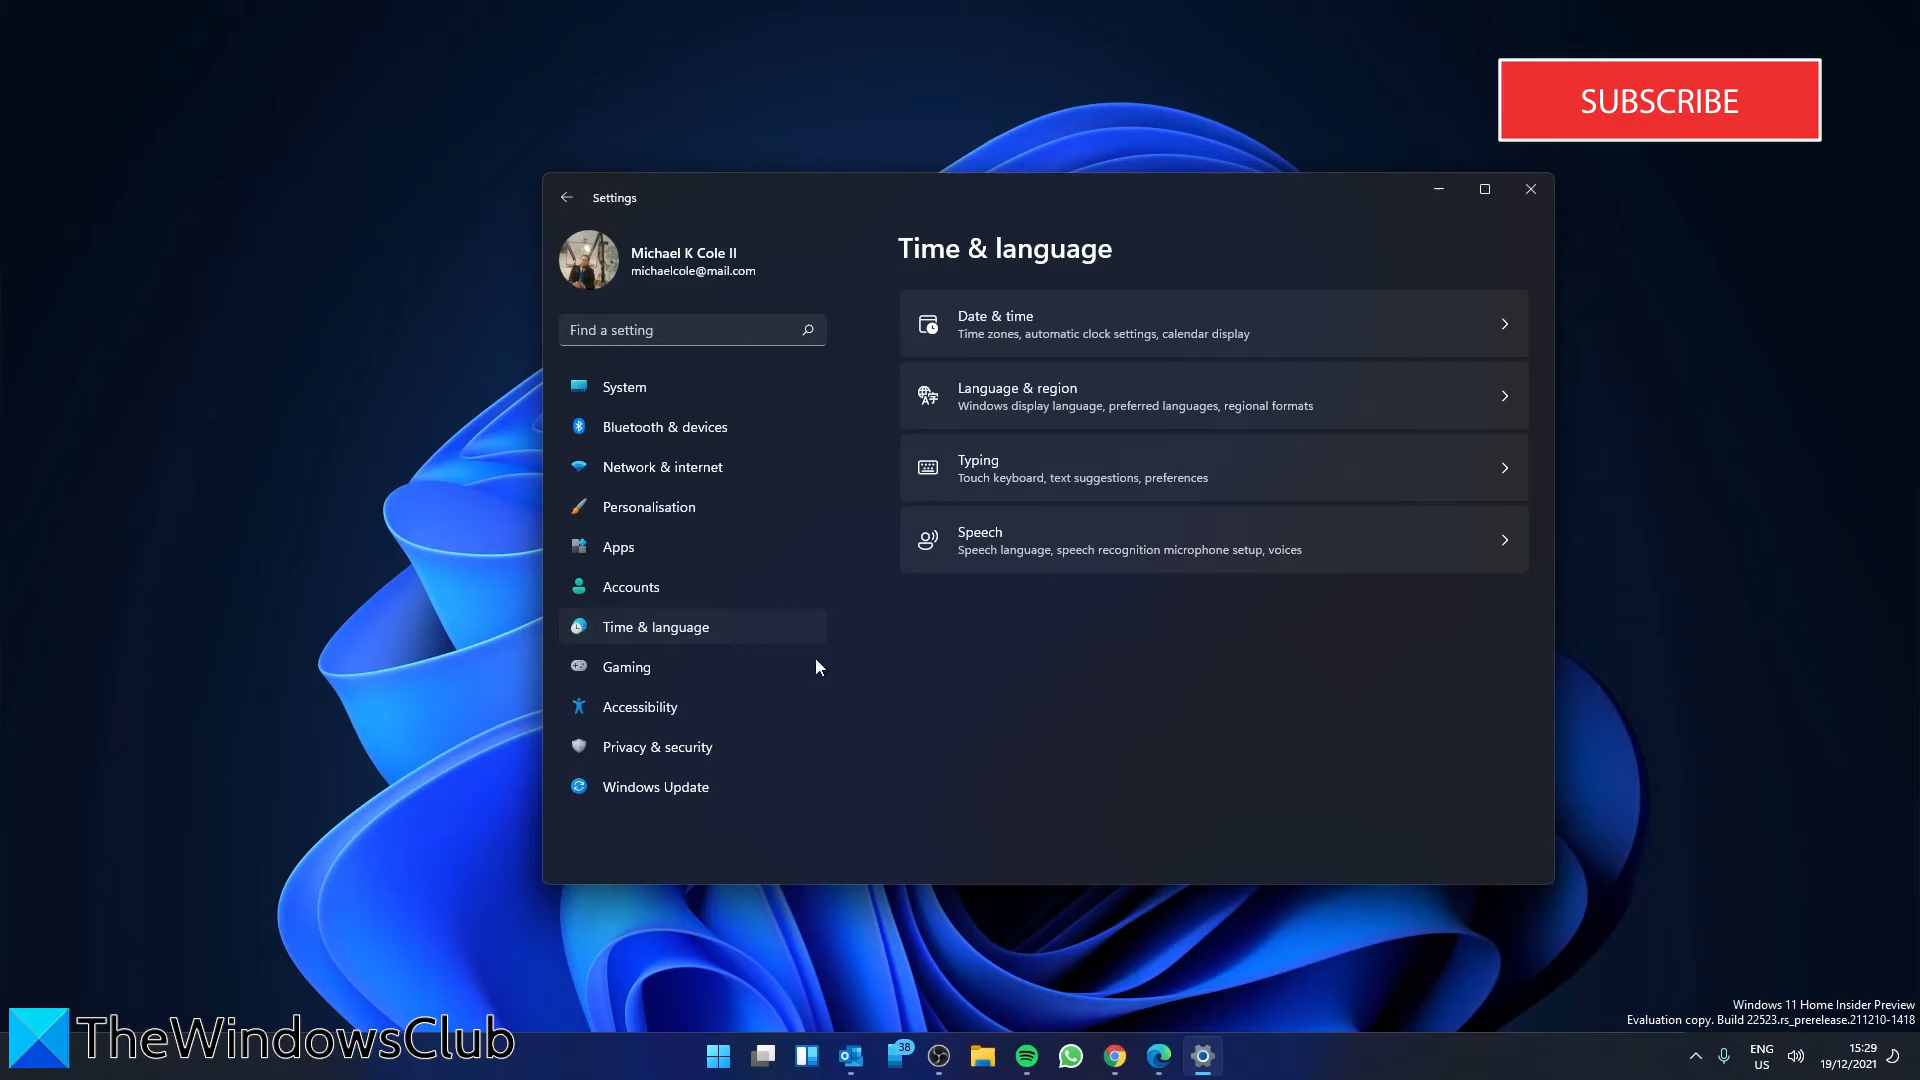 SUBSCRIBE
Settings
Michael K Cole II
michaelcole@mail.com
Find a setting
System
Bluetooth & devices
Network & internet
Personalisation
Apps
Accounts
Time & language
Gaming
Accessibility
Privacy & security
Windows Update
Time & language
Date & time
Time zones, automatic clock settings, calendar display
Language & region
Windows display language, preferred languages, regional formats
Typing
Touch keyboard, text suggestions, preferences
Speech
Speech language, speech recognition microphone setup, voices
Windows 11 Home Insider Preview
Evaluation copy. Build 22523.rs_prerelease.211210-1418
TheWindowsClub
38
ENG
US
15:29
19/12/2021